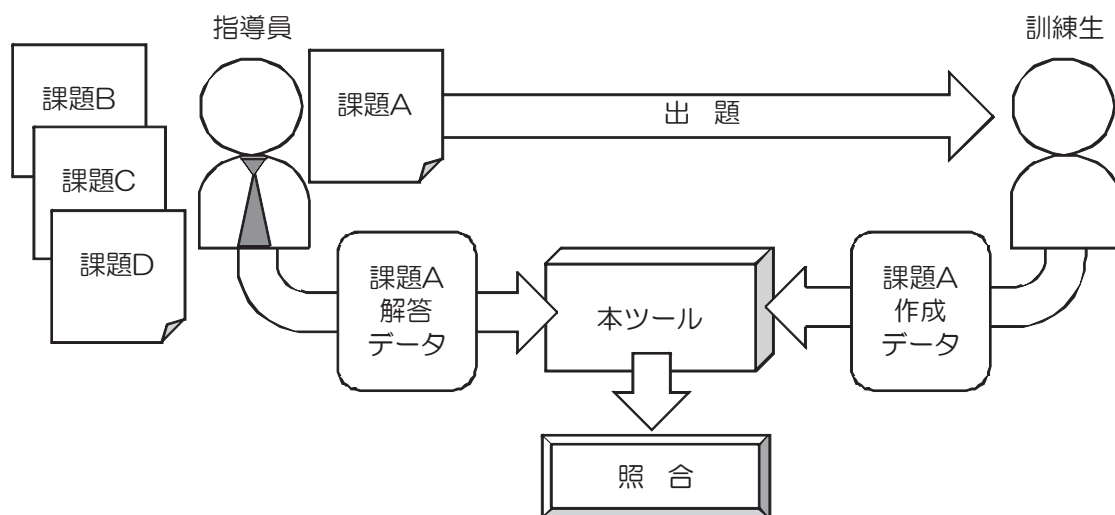 指導員
訓練生
課題B
課題C
課題D
課題A
出　題
課題A
解答
データ
本ツール
課題A
作成
データ
照　合